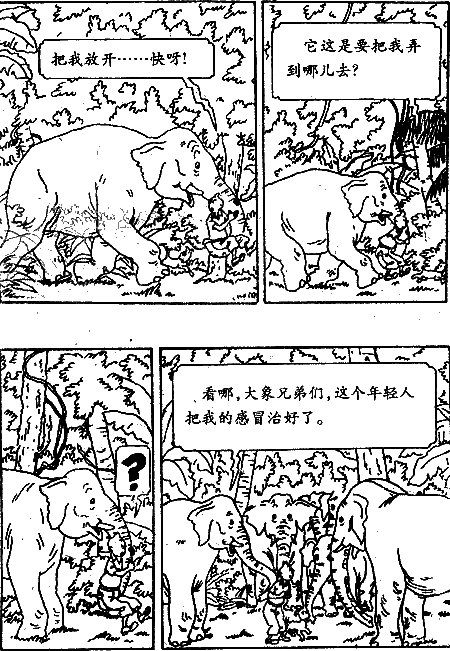 把我放开……快呀！
它这是要把我弄
到哪儿去？
?
看哪，大象兄弟们，这个年轻人
把我的感冒治好了。